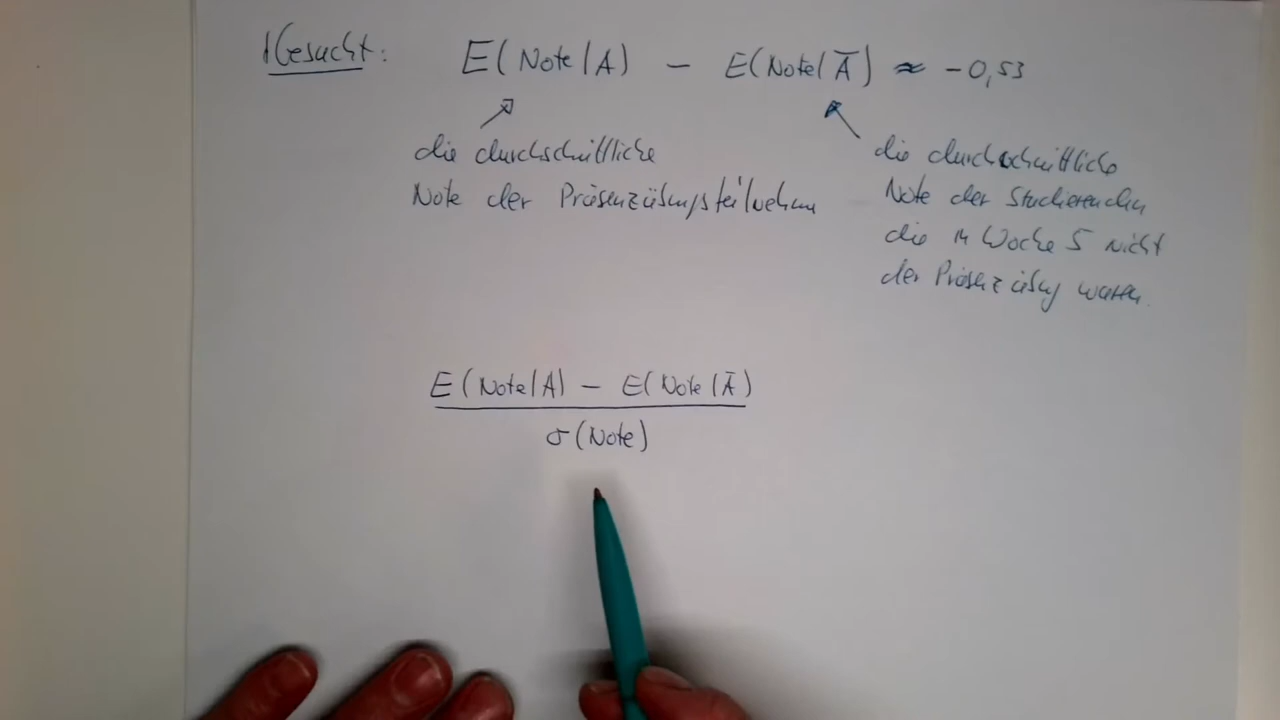 Gesucht: E(Note|A) - E(Note|Ā) ≈ -0,53
die durchschnittliche
Note der Präsenzübungsteilnehmer
die durchschnittliche
Note der Studierenden
die in Woche 5 nicht
der Präsenzübung waren.
E(Note|A) - E(Note|Ā)
σ(Note)